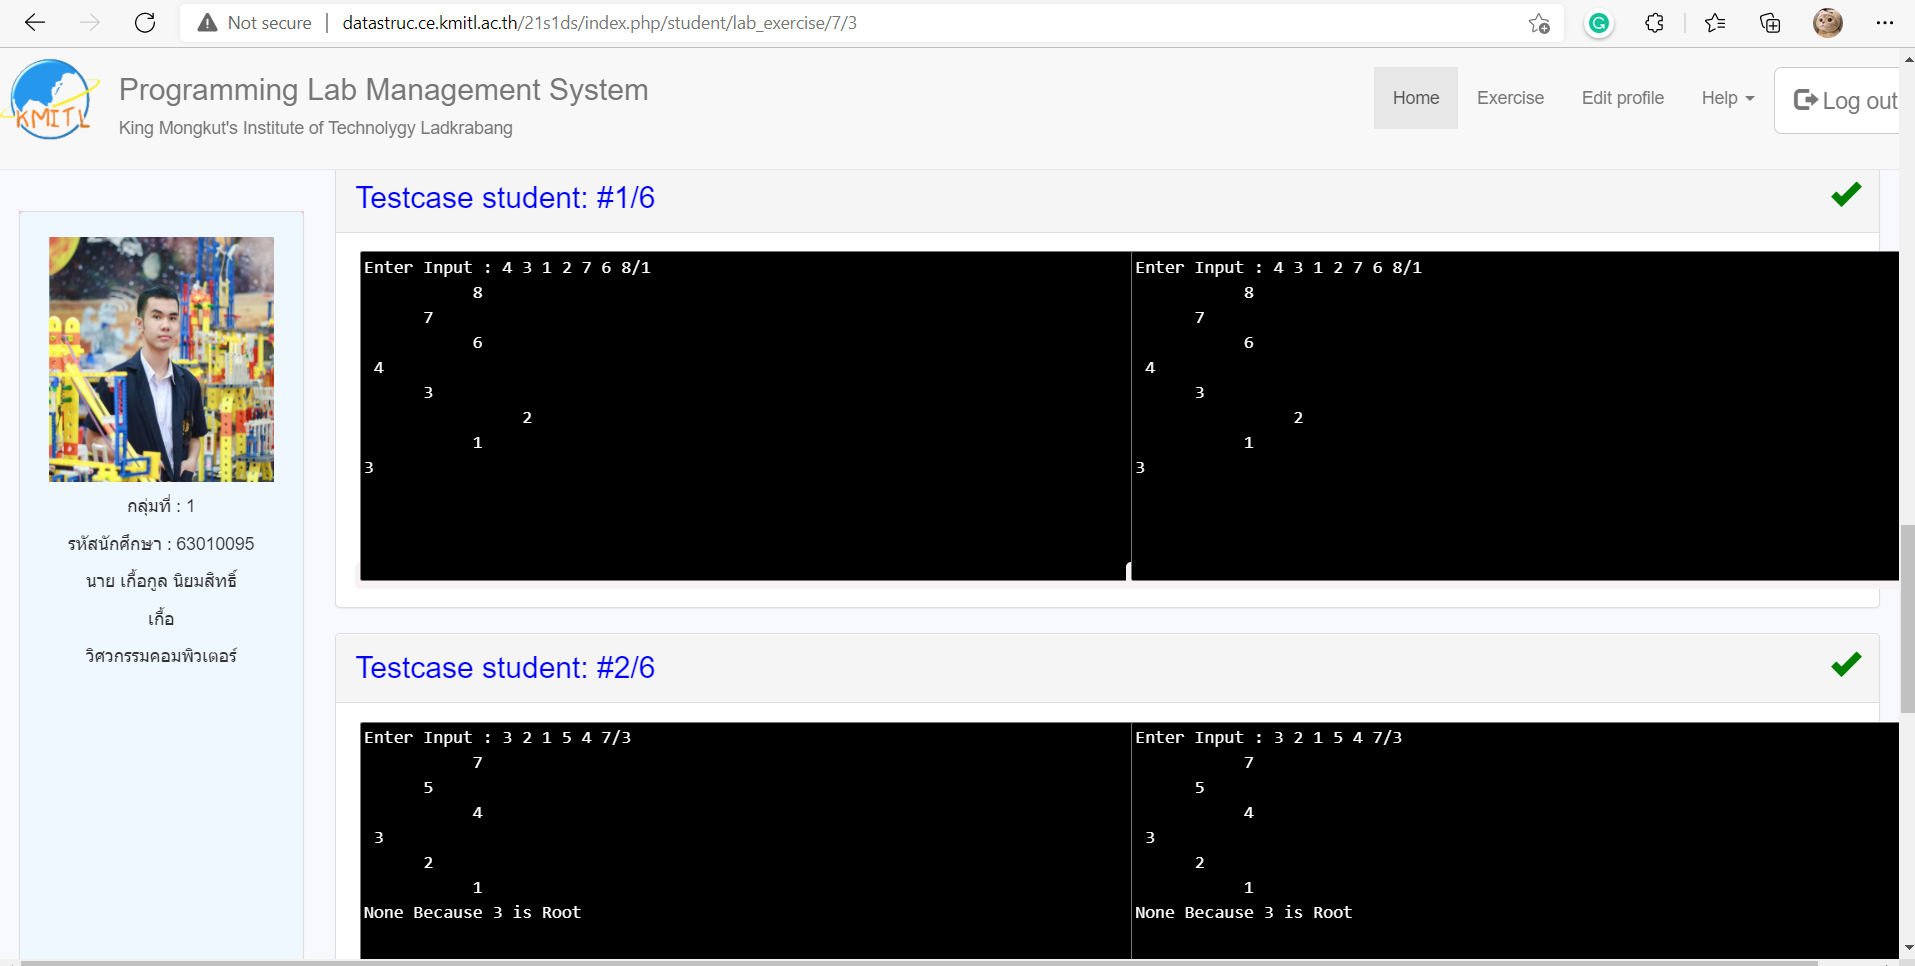 Not secure | datastruc.ce.kmitl.ac.th/21s1ds/index.php/student/lab_exercise/7/3
KMITL
Programming Lab Management System
King Mongkut's Institute of Technolygy Ladkrabang
Home Exercise Edit profile Help Log out
กลุ่มที่ : 1
รหัสนักศึกษา : 63010095
นาย เกื้อกูล นิยมสิทธิ์
เกื้อ
วิศวกรรมคอมพิวเตอร์
Testcase student: #1/6
Enter Input : 4 3 1 2 7 6 8/1
8
7
6
4
3
2
1
3
Enter Input : 4 3 1 2 7 6 8/1
8
7
6
4
3
2
1
3
Testcase student: #2/6
Enter Input : 3 2 1 5 4 7/3
7
5
4
3
2
1
None Because 3 is Root
Enter Input : 3 2 1 5 4 7/3
7
5
4
3
2
1
None Because 3 is Root